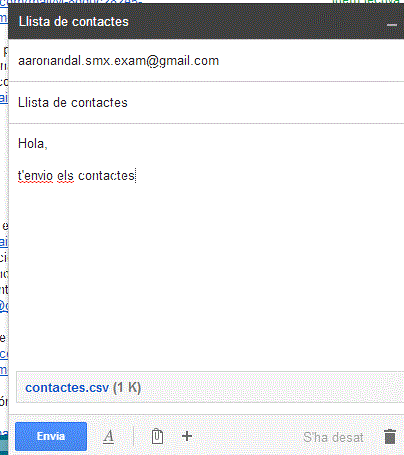 Llista de contactes
aaronandal.smx.exam@gmail.com
Llista de contactes
Hola,
t'envio els contactes
contactes.csv (1 K)
Envia
A
S'ha desat